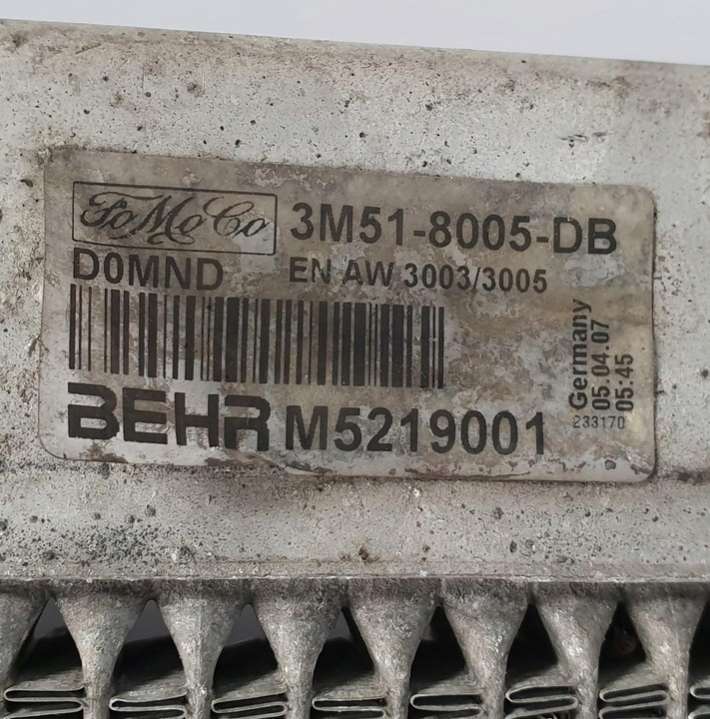 FoMoCo 3M51-8005-DB
D0MND EN AW 3003/3005
BEHR M5219001
Germany
05.04.07
05:45
233170